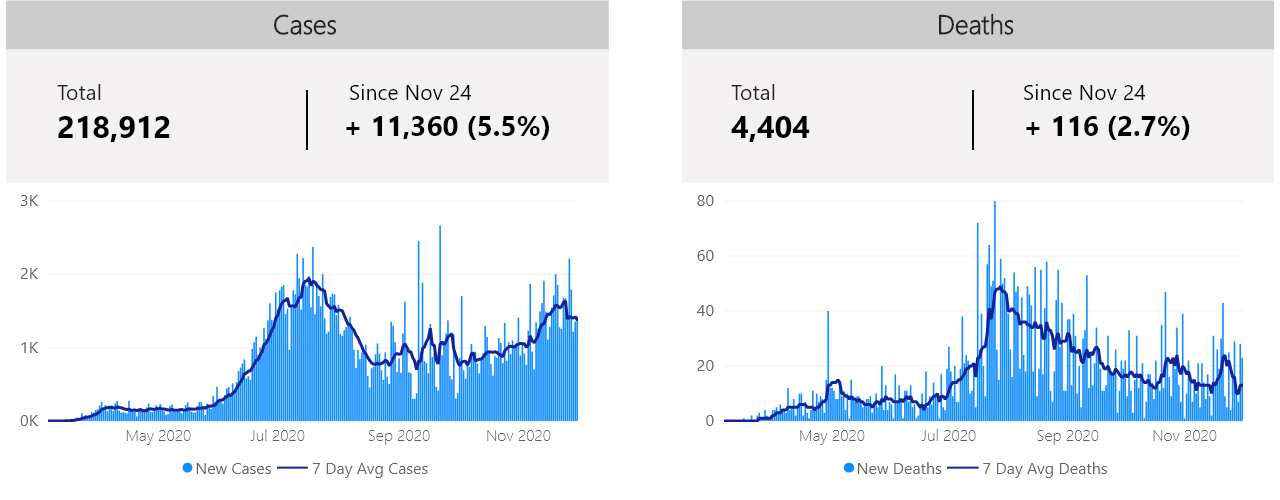 Cases
Total
218,912
Since Nov 24
+ 11,360 (5.5%)
3K
2K
1K
0K
May 2020
Jul 2020
Sep 2020
Nov 2020
New Cases
7 Day Avg Cases
Deaths
Total
4,404
Since Nov 24
+ 116 (2.7%)
80
60
40
20
0
May 2020
Jul 2020
Sep 2020
Nov 2020
New Deaths
7 Day Avg Deaths